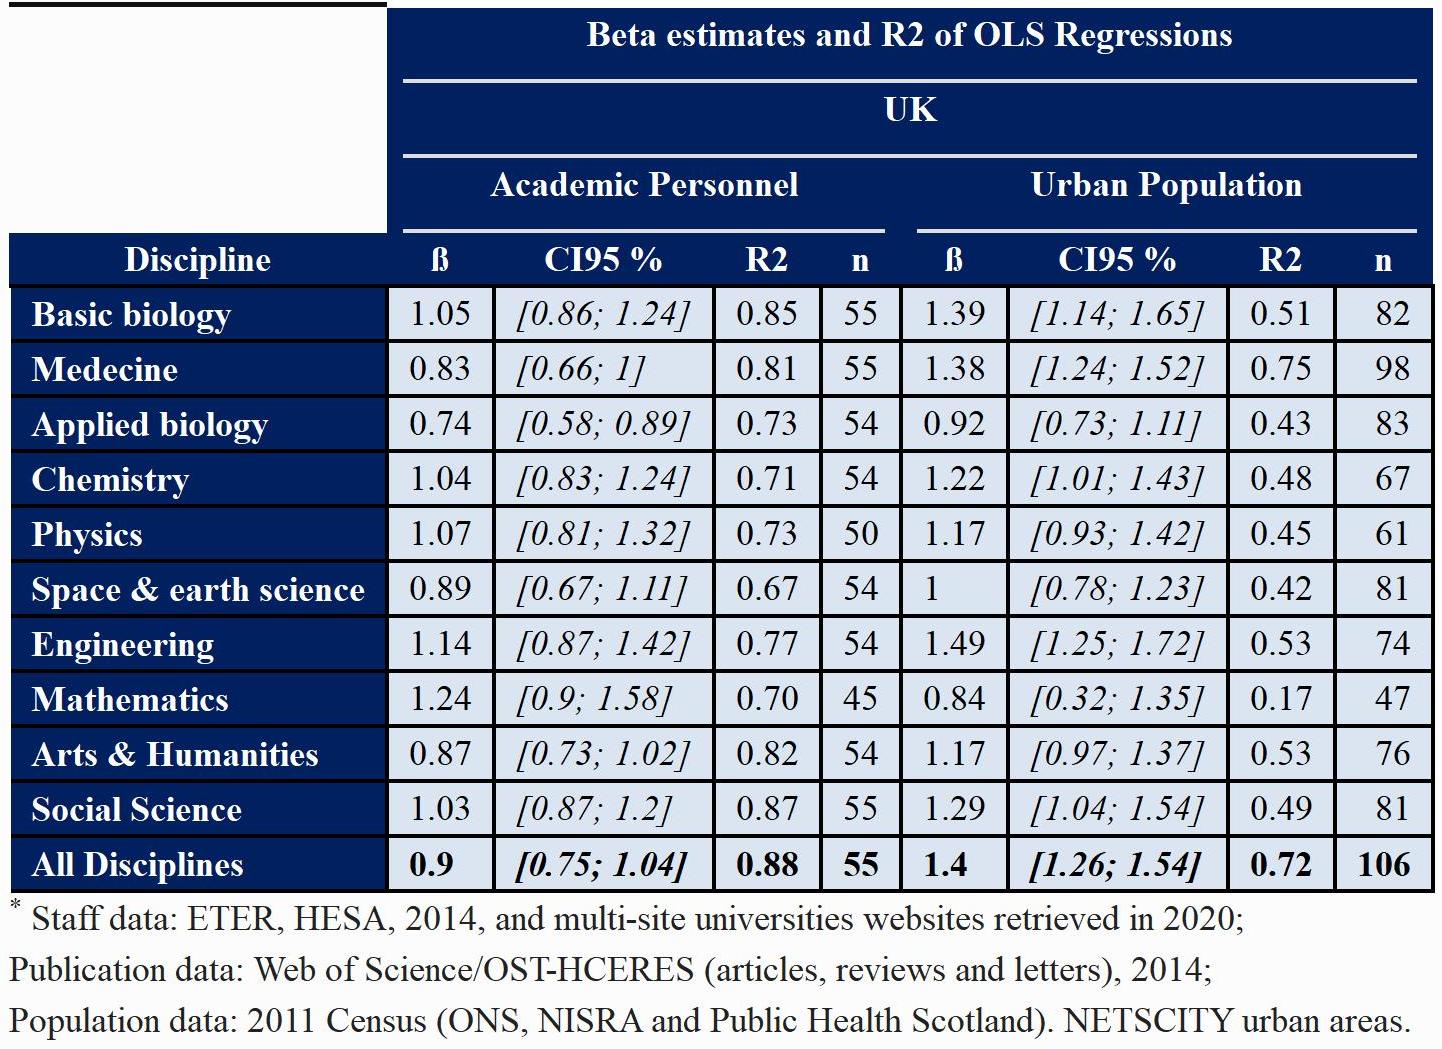 Beta estimates and R2 of OLS Regressions
UK
Academic Personnel Urban Population
Discipline ß CI95 % R2 n ß CI95 % R2 n
Basic biology 1.05 [0.86; 1.24] 0.85 55 1.39 [1.14; 1.65] 0.51 82
Medecine 0.83 [0.66; 1] 0.81 55 1.38 [1.24; 1.52] 0.75 98
Applied biology 0.74 [0.58; 0.89] 0.73 54 0.92 [0.73; 1.11] 0.43 83
Chemistry 1.04 [0.83; 1.24] 0.71 54 1.22 [1.01; 1.43] 0.48 67
Physics 1.07 [0.81; 1.32] 0.73 50 1.17 [0.93; 1.42] 0.45 61
Space & earth science 0.89 [0.67; 1.11] 0.67 54 1 [0.78; 1.23] 0.42 81
Engineering 1.14 [0.87; 1.42] 0.77 54 1.49 [1.25; 1.72] 0.53 74
Mathematics 1.24 [0.9; 1.58] 0.70 45 0.84 [0.32; 1.35] 0.17 47
Arts & Humanities 0.87 [0.73; 1.02] 0.82 54 1.17 [0.97; 1.37] 0.53 76
Social Science 1.03 [0.87; 1.2] 0.87 55 1.29 [1.04; 1.54] 0.49 81
All Disciplines 0.9 [0.75; 1.04] 0.88 55 1.4 [1.26; 1.54] 0.72 106
* Staff data: ETER, HESA, 2014, and multi-site universities websites retrieved in 2020;
Publication data: Web of Science/OST-HCERES (articles, reviews and letters), 2014;
Population data: 2011 Census (ONS, NISRA and Public Health Scotland). NETSCITY urban areas.